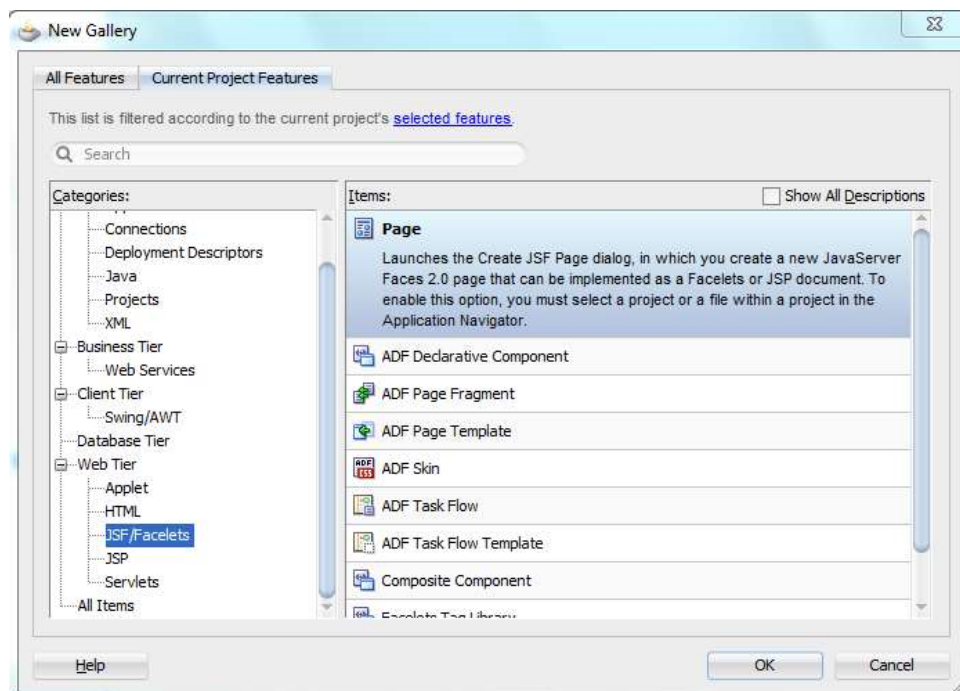 New Gallery
All Features
Current Project Features
This list is filtered according to the current project's selected features.
Search
Categories:
Connections
Deployment Descriptors
Java
Projects
XML
Business Tier
Web Services
Client Tier
Swing/AWT
Database Tier
Web Tier
Applet
HTML
JSF/Facelets
JSP
Servlets
All Items
Items:
Show All Descriptions
Page
Launches the Create JSF Page dialog, in which you create a new JavaServer
Faces 2.0 page that can be implemented as a Facelets or JSP document. To
enable this option, you must select a project or a file within a project in the
Application Navigator.
ADF Declarative Component
ADF Page Fragment
ADF Page Template
ADF Skin
ADF Task Flow
ADF Task Flow Template
Composite Component
Facelets Tag Library
Help
OK
Cancel